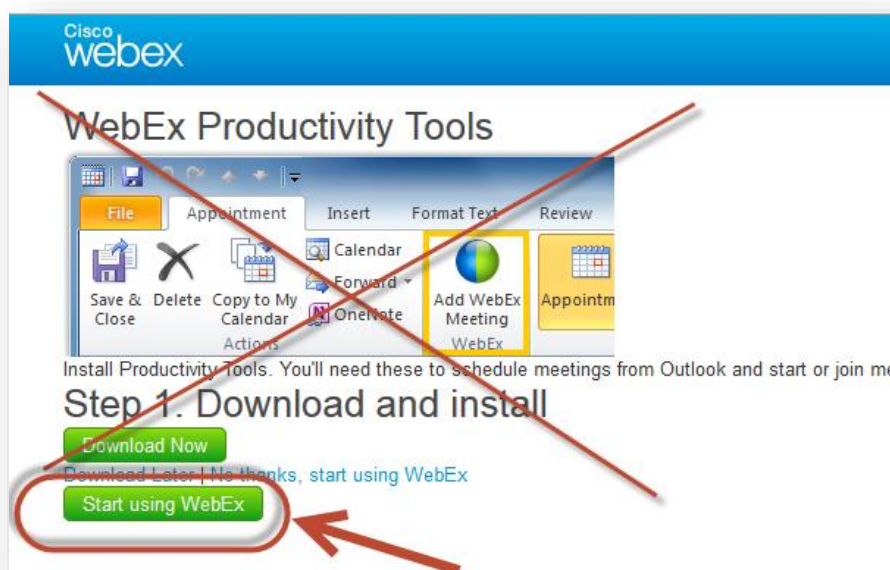 Cisco
webex
WebEx Productivity Tools
File Appointment Insert Format Text Review
Calendar
Forward
OneNote
Save & Close
Delete
Copy to My Calendar
Add WebEx Meeting
Appointm
Actions
WebEx
Install Productivity Tools. You'll need these to schedule meetings from Outlook and start or join me
Step 1. Download and install
Download Now
Download Later | No thanks, start using WebEx
Start using WebEx